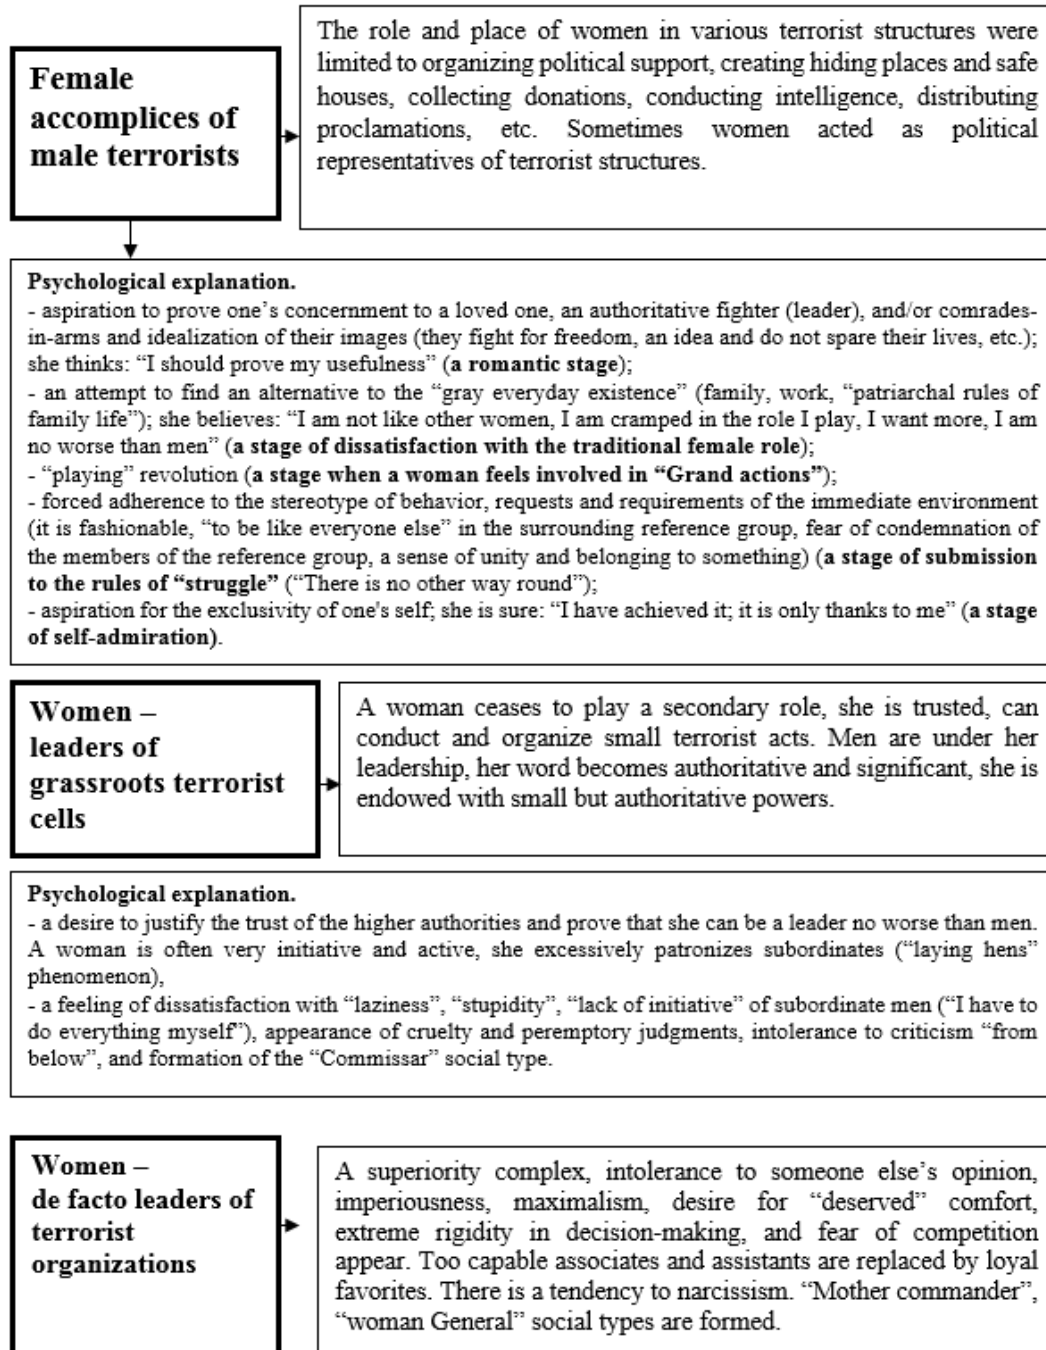 Female
accomplices of
male terrorists
The role and place of women in various terrorist structures were
limited to organizing political support, creating hiding places and safe
houses, collecting donations, conducting intelligence, distributing
proclamations, etc. Sometimes women acted as political
representatives of terrorist structures.
Psychological explanation.
- aspiration to prove one’s concernment to a loved one, an authoritative fighter (leader), and/or comrades-
in-arms and idealization of their images (they fight for freedom, an idea and do not spare their lives, etc.);
she thinks: “I should prove my usefulness” (a romantic stage);
- an attempt to find an alternative to the “gray everyday existence” (family, work, “patriarchal rules of
family life”); she believes: “I am not like other women, I am cramped in the role I play, I want more, I am
no worse than men” (a stage of dissatisfaction with the traditional female role);
- “playing” revolution (a stage when a woman feels involved in “Grand actions”);
- forced adherence to the stereotype of behavior, requests and requirements of the immediate environment
(it is fashionable, “to be like everyone else” in the surrounding reference group, fear of condemnation of
the members of the reference group, a sense of unity and belonging to something) (a stage of submission
to the rules of “struggle” (“There is no other way round”);
- aspiration for the exclusivity of one's self; she is sure: “I have achieved it; it is only thanks to me” (a stage
of self-admiration).
Women –
leaders of
grassroots terrorist
cells
A woman ceases to play a secondary role, she is trusted, can
conduct and organize small terrorist acts. Men are under her
leadership, her word becomes authoritative and significant, she is
endowed with small but authoritative powers.
Psychological explanation.
- a desire to justify the trust of the higher authorities and prove that she can be a leader no worse than men.
A woman is often very initiative and active, she excessively patronizes subordinates (“laying hens”
phenomenon),
- a feeling of dissatisfaction with “laziness”, “stupidity”, “lack of initiative” of subordinate men (“I have to
do everything myself”), appearance of cruelty and peremptory judgments, intolerance to criticism “from
below”, and formation of the “Commissar” social type.
Women –
de facto leaders of
terrorist
organizations
A superiority complex, intolerance to someone else’s opinion,
imperiousness, maximalism, desire for “deserved” comfort,
extreme rigidity in decision-making, and fear of competition
appear. Too capable associates and assistants are replaced by loyal
favorites. There is a tendency to narcissism. “Mother commander”,
“woman General” social types are formed.